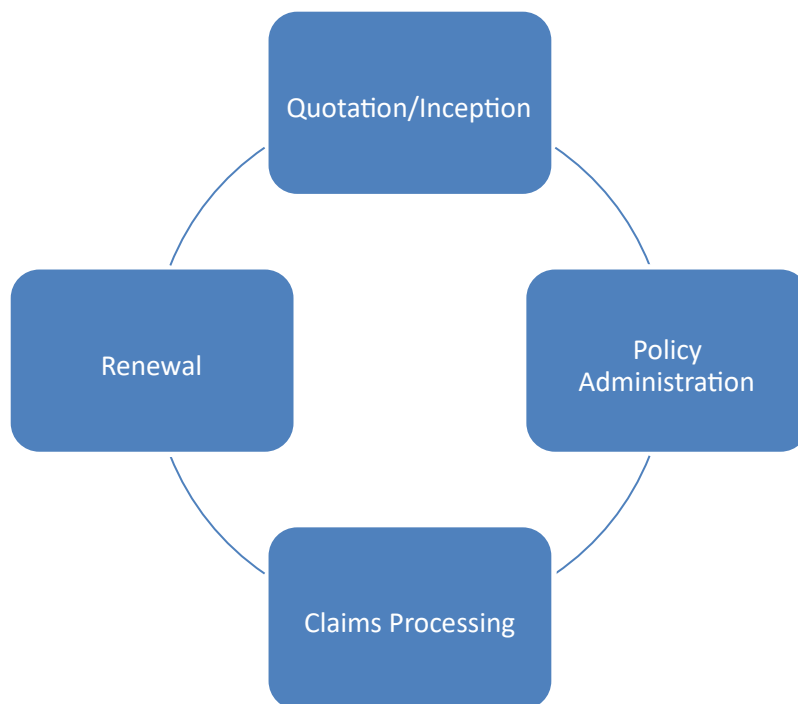 Quotation/Inception
Renewal
Policy
Administration
Claims Processing